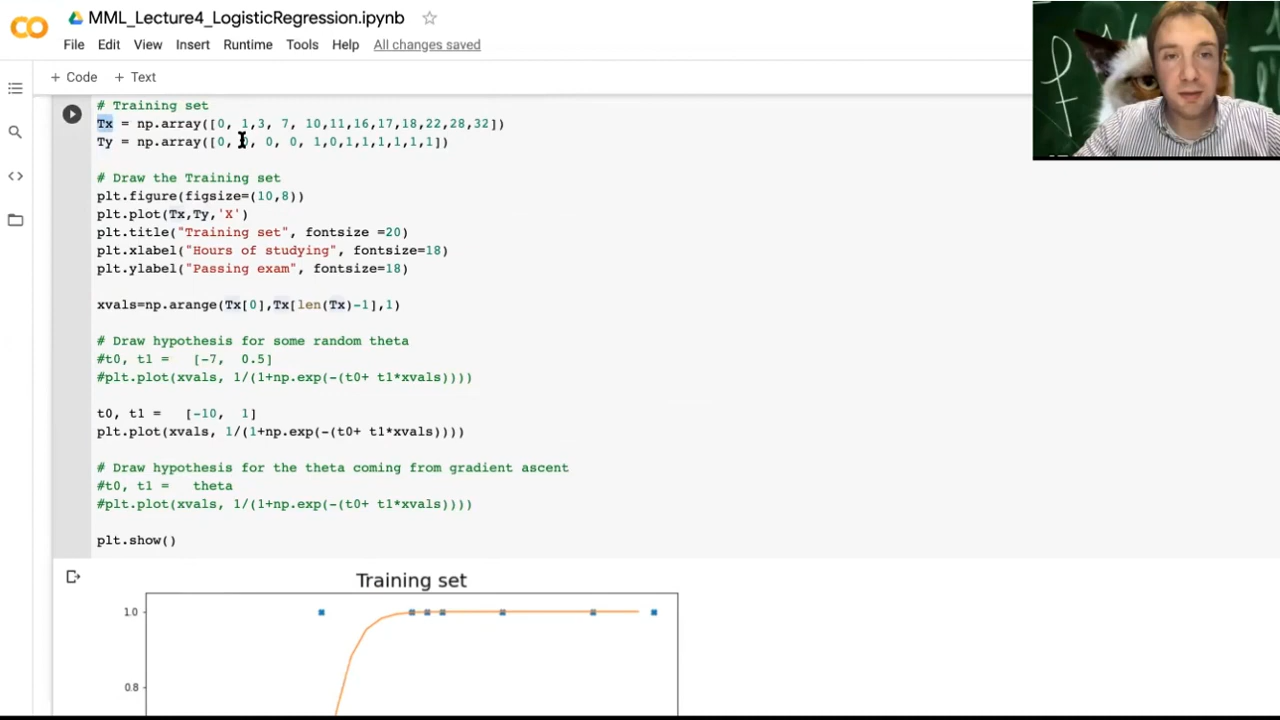 MML_Lecture4_LogisticRegression.ipynb
File Edit View Insert Runtime Tools Help All changes saved
+ Code + Text
# Training set
Tx = np.array([0, 1,3, 7, 10,11,16,17,18,22,28,32])
Ty = np.array([0, 0, 0, 0, 1,0,1,1,1,1,1,1])
# Draw the Training set
plt.figure(figsize=(10,8))
plt.plot(Tx,Ty,'X')
plt.title("Training set", fontsize =20)
plt.xlabel("Hours of studying", fontsize=18)
plt.ylabel("Passing exam", fontsize=18)
xvals=np.arange(Tx[0],Tx[len(Tx)-1],1)
# Draw hypothesis for some random theta
#t0, t1 = [-7, 0.5]
#plt.plot(xvals, 1/(1+np.exp(-(t0+ t1*xvals))))
t0, t1 = [-10, 1]
plt.plot(xvals, 1/(1+np.exp(-(t0+ t1*xvals))))
# Draw hypothesis for the theta coming from gradient ascent
#t0, t1 = theta
#plt.plot(xvals, 1/(1+np.exp(-(t0+ t1*xvals))))
plt.show()
Training set
1.0
0.8